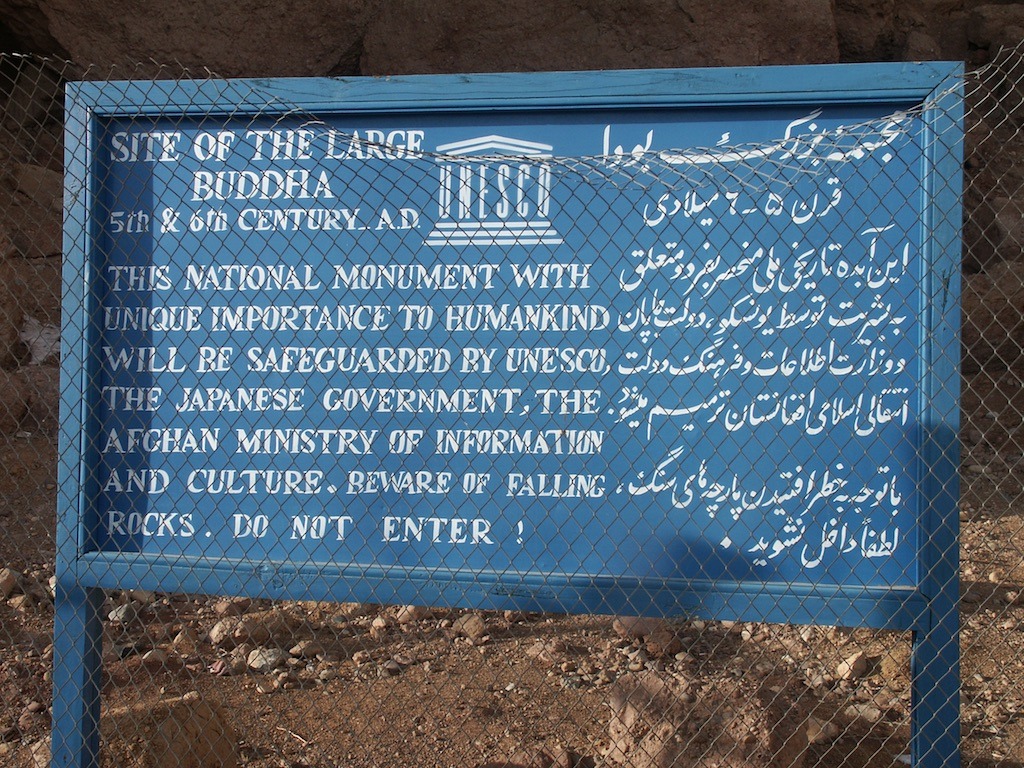 SITE OF THE LARGE
BUDDHA
5th & 6th CENTURY. A.D.
UNESCO
THIS NATIONAL MONUMENT WITH
UNIQUE IMPORTANCE TO HUMANKIND
WILL BE SAFEGUARDED BY UNESCO,
THE JAPANESE GOVERNMENT, THE
AFGHAN MINISTRY OF INFORMATION
AND CULTURE. BEWARE OF FALLING
ROCKS. DO NOT ENTER !
مجسمه بزرگ بودا
قرن ۵ - ۶ میلادی
این آبده تاریخی ملی منحصر بفرد و متعلق
به بشریت توسط یونسکو، دولت جاپان
و وزارت اطلاعات و فرهنگ دولت
انتقالی اسلامی افغانستان ترمیم میشود.
با توجه به خطر افتیدن پارچه های سنگ،
لطفاً داخل نشوید.